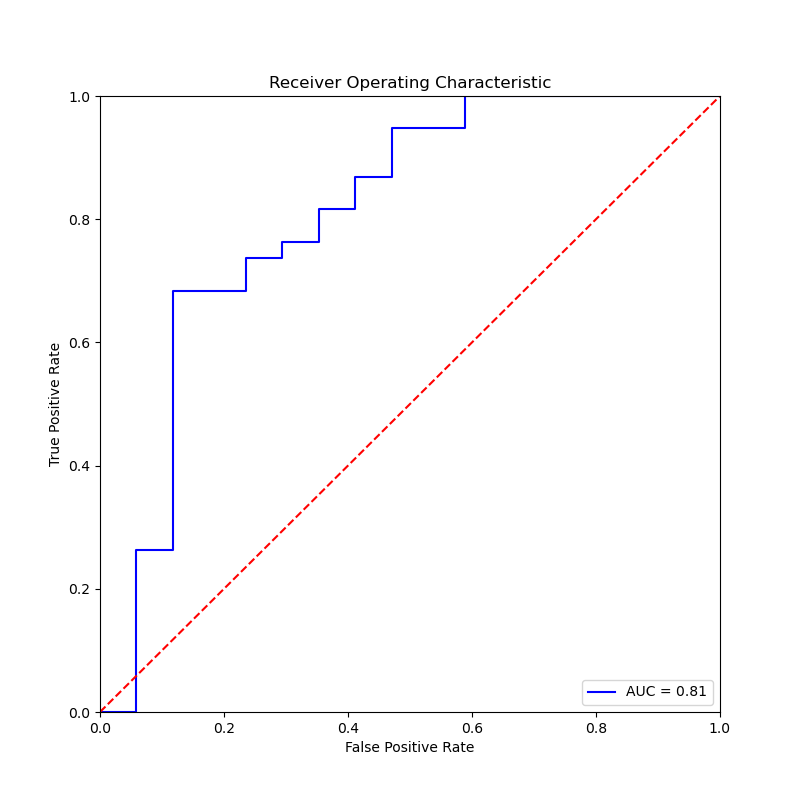 Receiver Operating Characteristic
1.0
0.8
0.6
0.4
0.2
0.0
True Positive Rate
AUC = 0.81
0.0 0.2 0.4 0.6 0.8 1.0
False Positive Rate